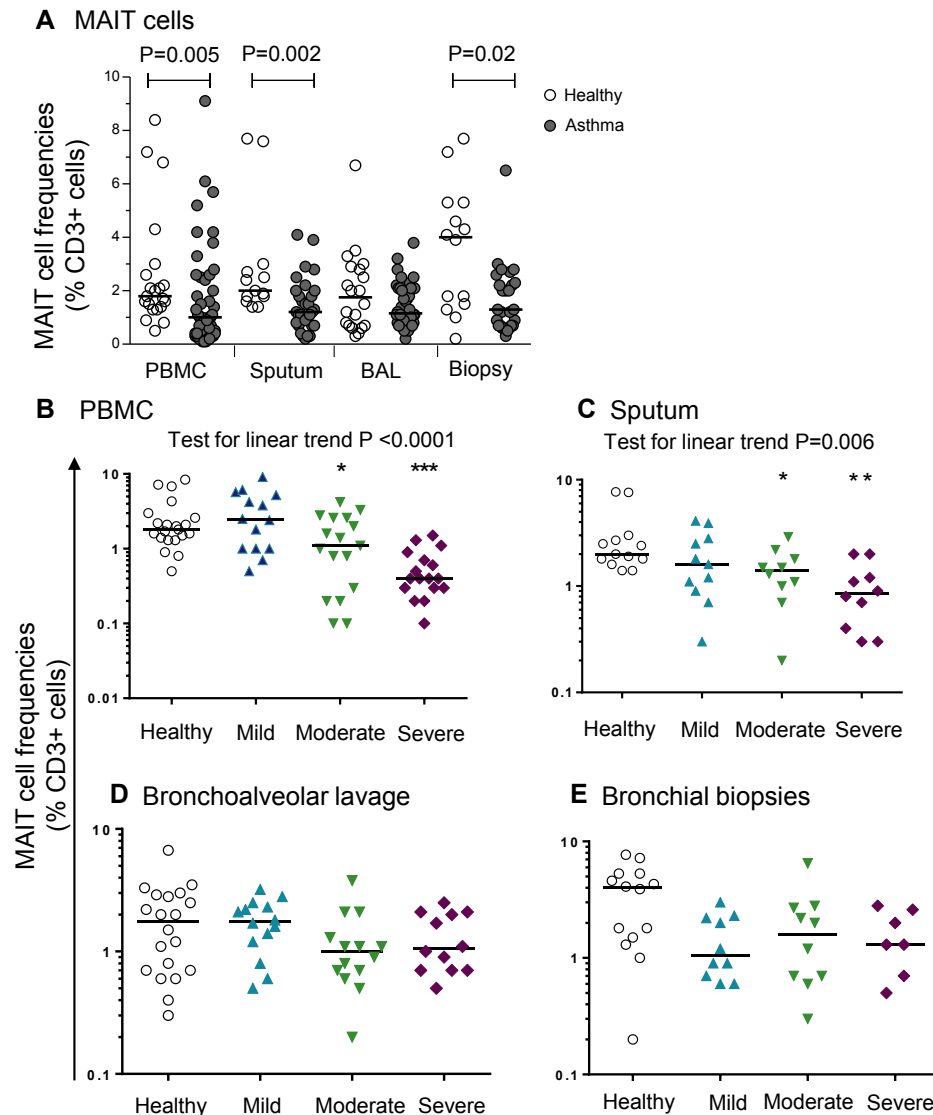 A MAIT cells
P=0.005 P=0.002 P=0.02
Healthy
Asthma
MAIT cell frequencies
(% CD3+ cells)
10
8
6
4
2
0
PBMC Sputum BAL Biopsy
B PBMC
Test for linear trend P <0.0001
* ***
10
1
0.1
0.01
Healthy Mild Moderate Severe
C Sputum
Test for linear trend P=0.006
* **
10
1
0.1
Healthy Mild Moderate Severe
MAIT cell frequencies
(% CD3+ cells)
D Bronchoalveolar lavage
10
1
0.1
Healthy Mild Moderate Severe
E Bronchial biopsies
10
1
0.1
Healthy Mild Moderate Severe